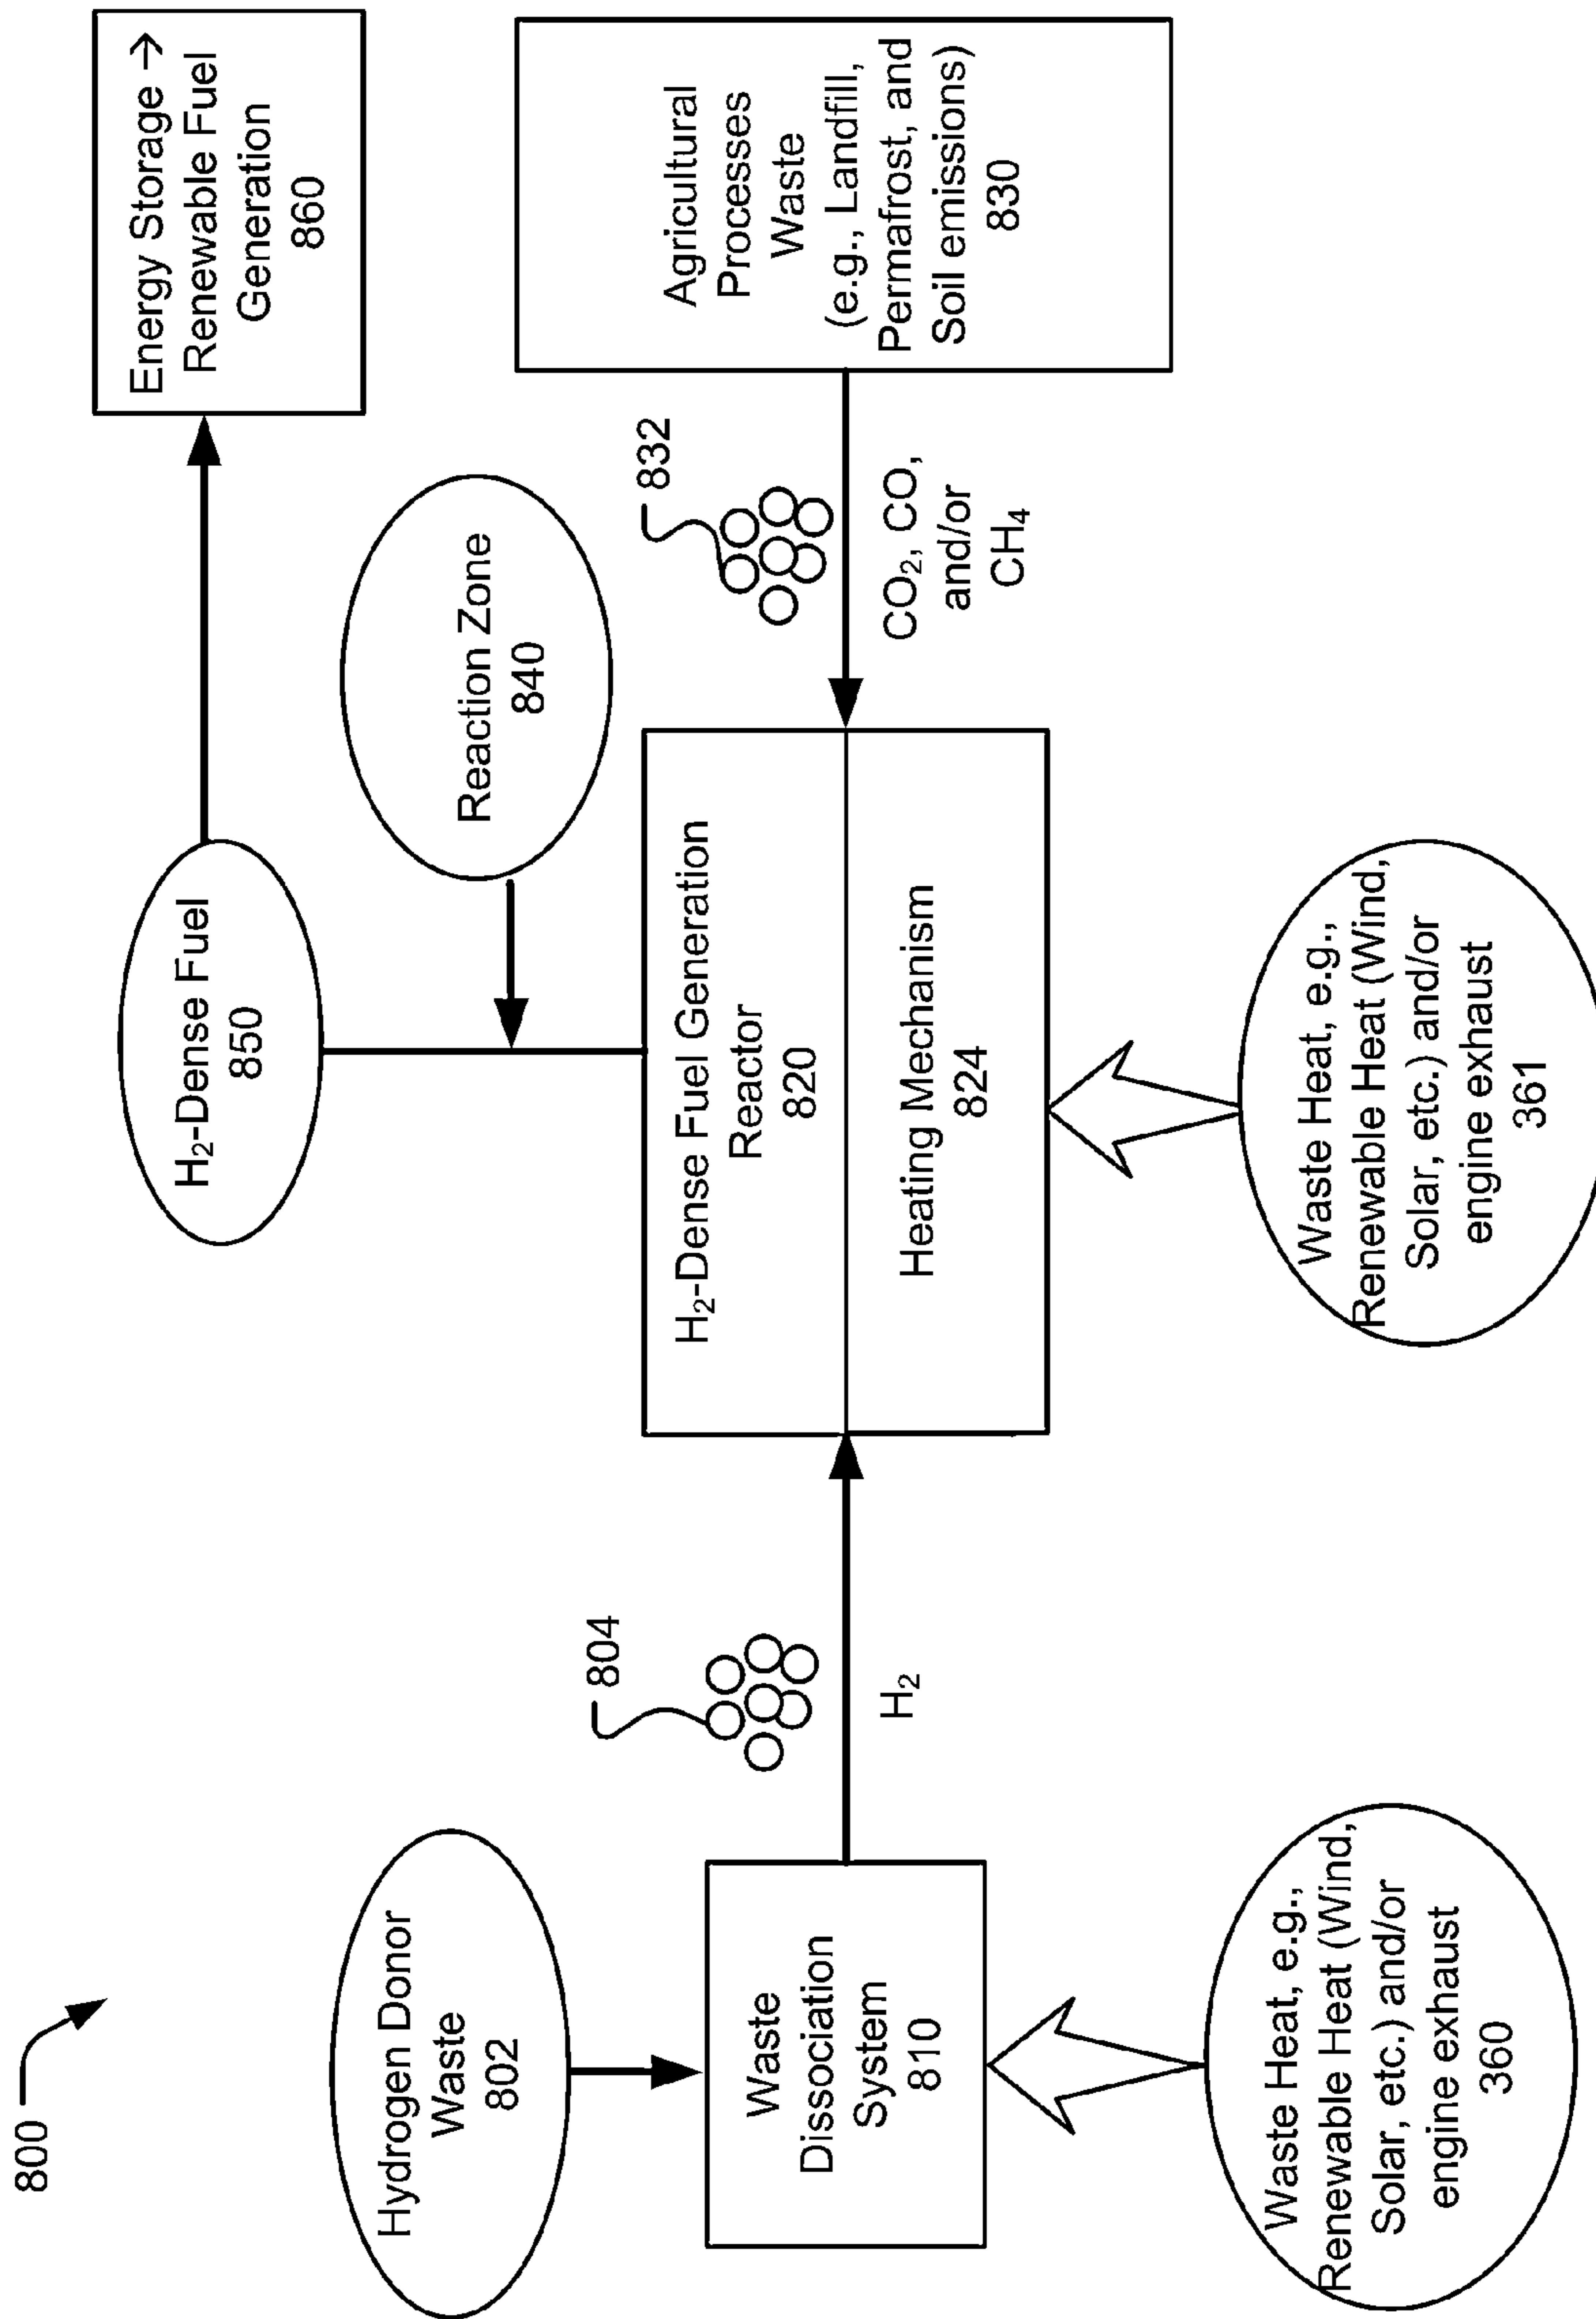 800
Hydrogen Donor
Waste
802
Waste
Dissociation
System
810
Waste Heat, e.g.,
Renewable Heat (Wind,
Solar, etc.) and/or
engine exhaust
360
804
H₂
H₂-Dense Fuel
850
Energy Storage →
Renewable Fuel
Generation
860
Reaction Zone
840
H₂-Dense Fuel Generation
Reactor
820
Heating Mechanism
824
Waste Heat, e.g.,
Renewable Heat (Wind,
Solar, etc.) and/or
engine exhaust
361
832
CO₂, CO,
and/or
CH₄
Agricultural
Processes
Waste
(e.g., Landfill,
Permafrost, and
Soil emissions)
830